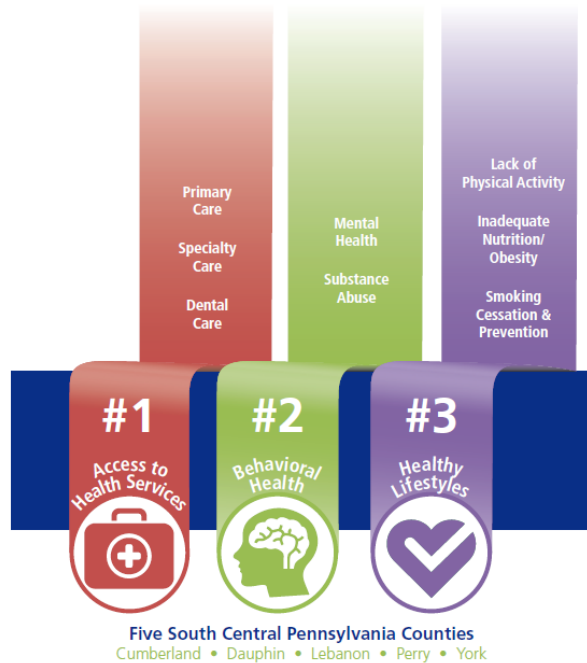 Primary
Care
Specialty
Care
Dental
Care
Mental
Health
Substance
Abuse
Lack of
Physical Activity
Inadequate
Nutrition/
Obesity
Smoking
Cessation &
Prevention
#1
Access to
Health Services
#2
Behavioral
Health
#3
Healthy
Lifestyles
Five South Central Pennsylvania Counties
Cumberland • Dauphin • Lebanon • Perry • York